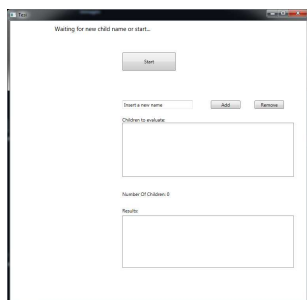 Waiting for new child name or start...
Start
Insert a new name
Add
Remove
Children to evaluate:
Number Of Children: 0
Results: